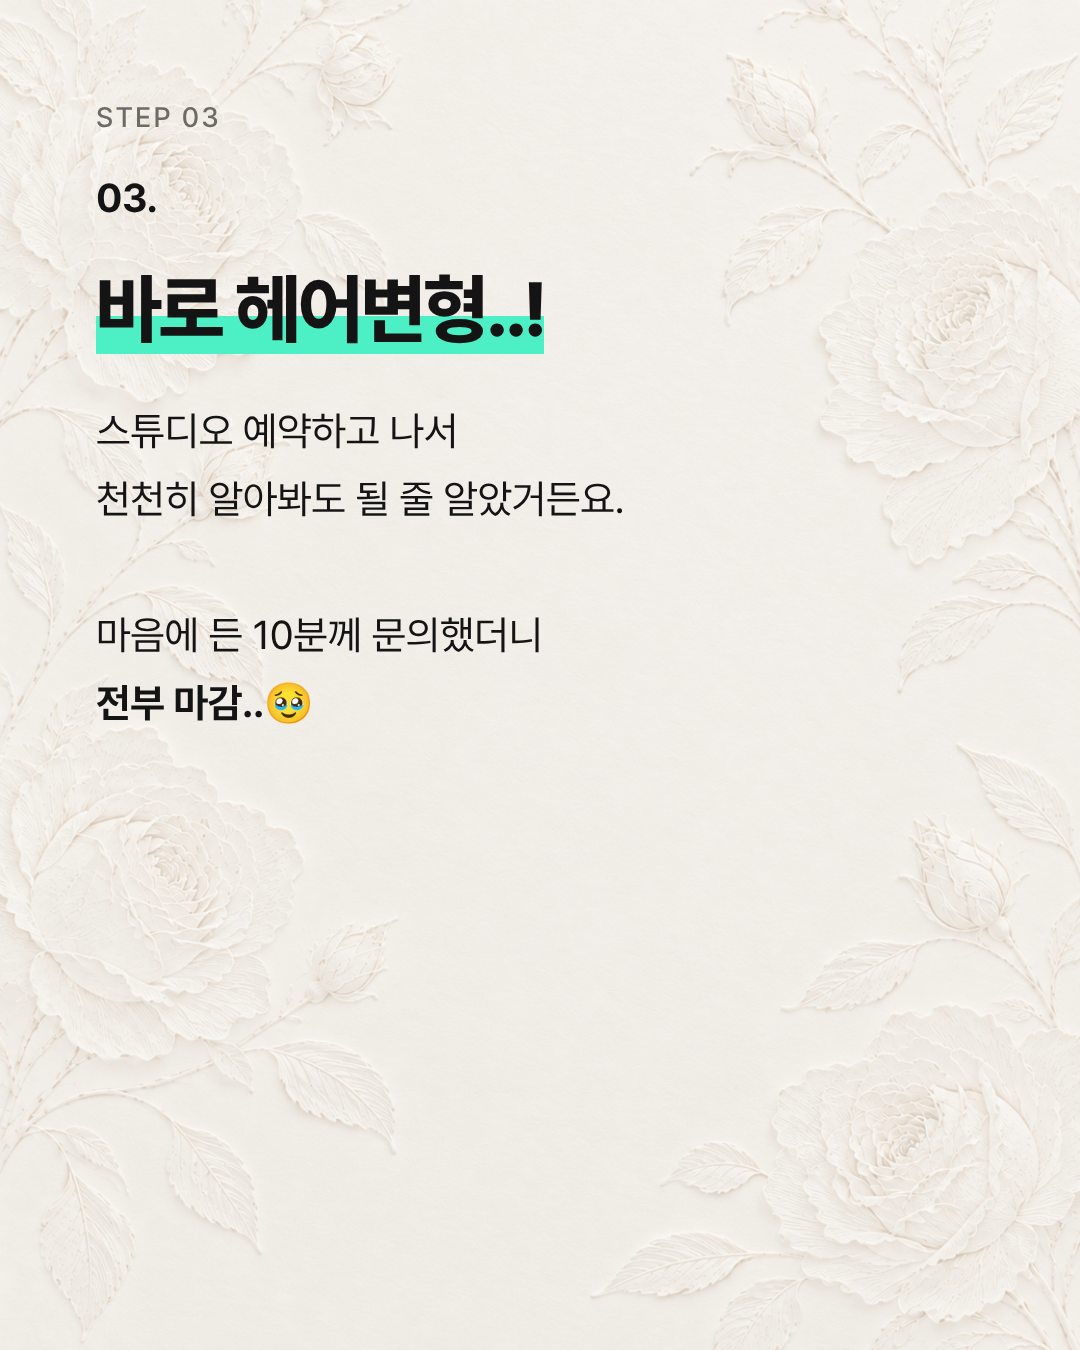 STEP 03
03.
바로 헤어변형..!
스튜디오 예약하고 나서
천천히 알아봐도 될 줄 알았거든요.
마음에 든 10분께 문의했더니
전부 마감..🥹